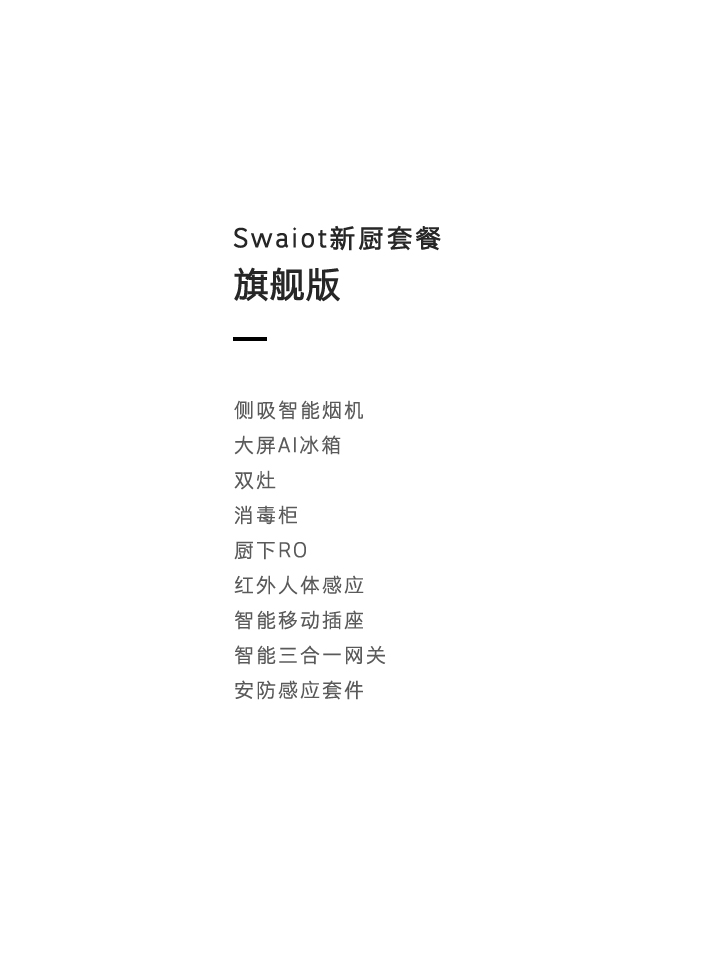 Swaiot新厨套餐
旗舰版
侧吸智能烟机
大屏AI冰箱
双灶
消毒柜
厨下RO
红外人体感应
智能移动插座
智能三合一网关
安防感应套件